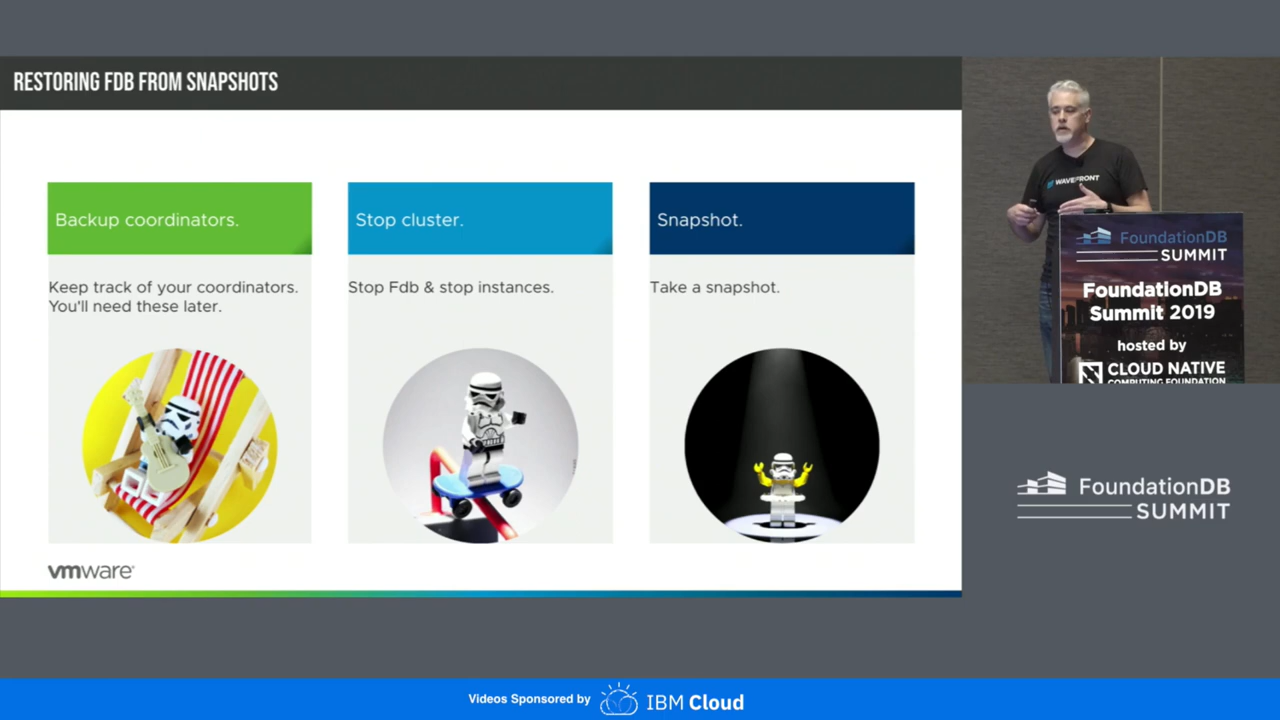 RESTORING FDB FROM SNAPSHOTS
Backup coordinators.
Keep track of your coordinators.
You'll need these later.
Stop cluster.
Stop Fdb & stop instances.
Snapshot.
Take a snapshot.
vmware
WAVEFRONT
FoundationDB
SUMMIT
FoundationDB
Summit 2019
hosted by
CLOUD NATIVE
COMPUTING FOUNDATION
FoundationDB
SUMMIT
Videos Sponsored by
IBM Cloud